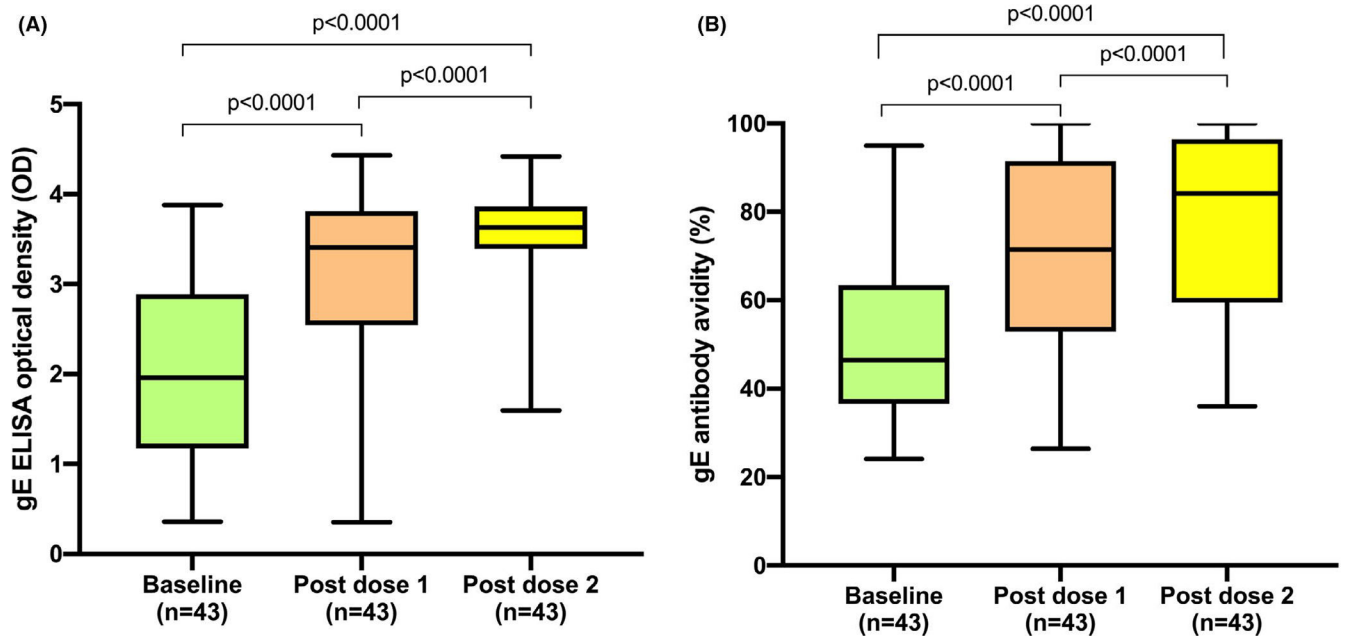 (A)
p<0.0001
p<0.0001
p<0.0001
gE ELISA optical density (OD)
5
4
3
2
1
0
Baseline
(n=43)
Post dose 1
(n=43)
Post dose 2
(n=43)
(B)
p<0.0001
p<0.0001
p<0.0001
gE antibody avidity (%)
100
80
60
40
20
0
Baseline
(n=43)
Post dose 1
(n=43)
Post dose 2
(n=43)